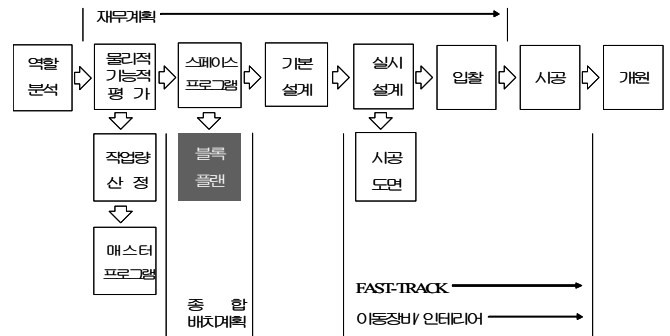 재무계획
역할
분석
물리적
기능적
평 가
스페이스
프로그램
기본
설계
실시
설계
입찰
시공
개원
작업량
산 정
블록
플랜
시공
도면
매스터
프로그램
종 합
배치계획
FAST-TRACK
이동장비/ 인테리어